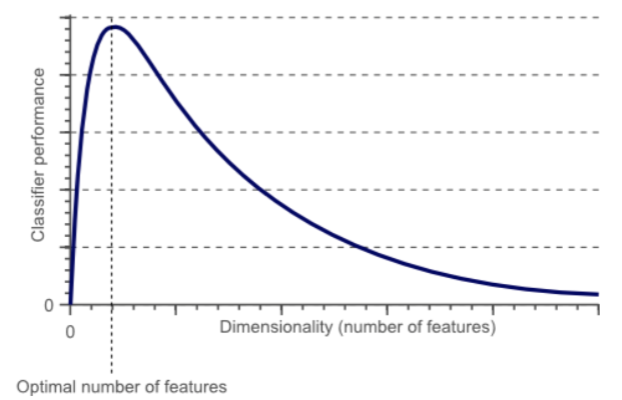 Classifier performance
0
0
Dimensionality (number of features)
Optimal number of features